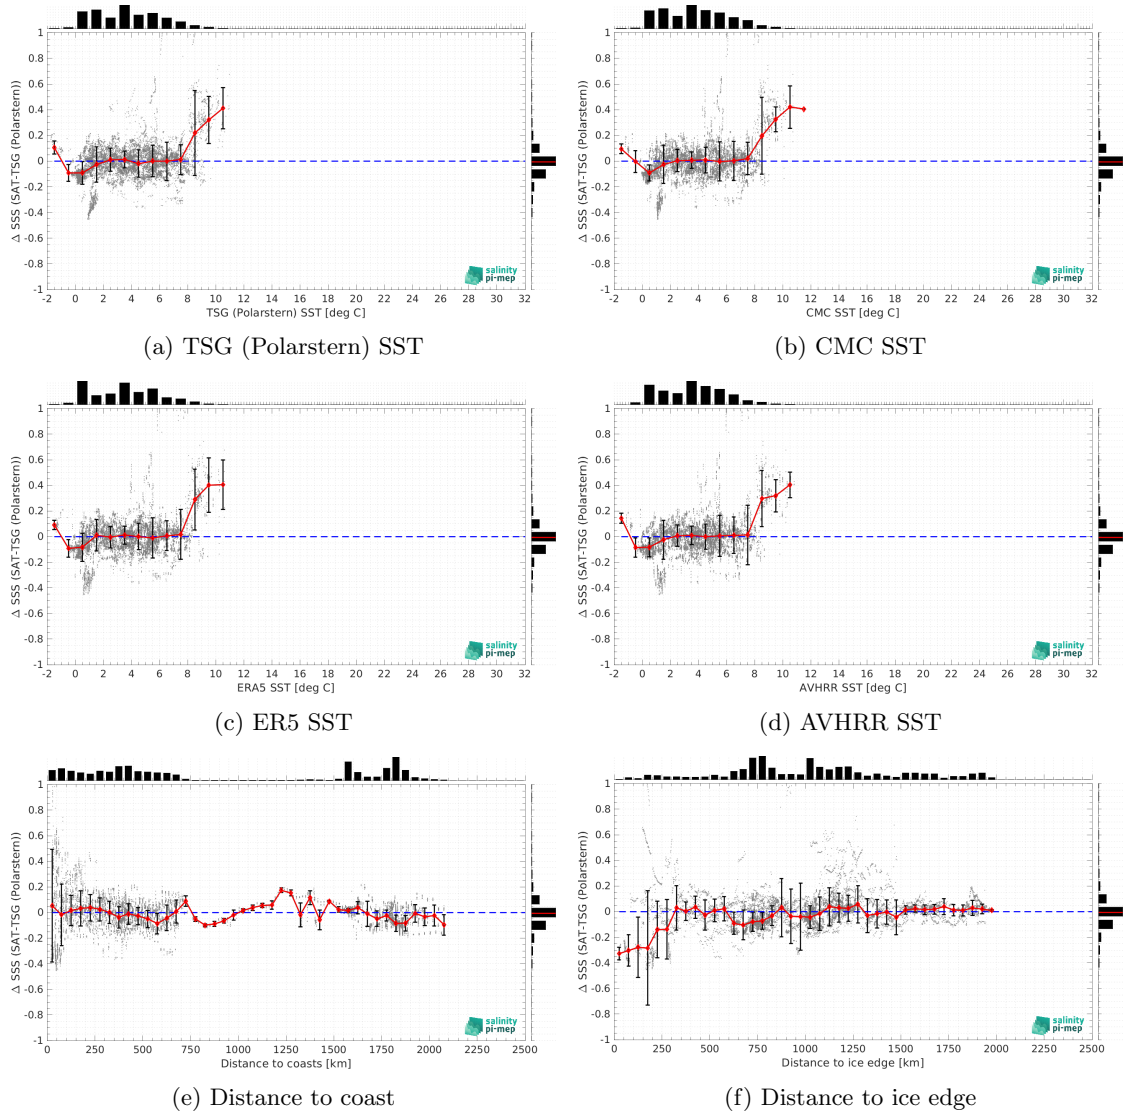 1
0.8
0.6
0.4
0.2
0
-0.2
-0.4
-0.6
-0.8
-1
Δ SSS (SAT-TSG (Polarstern))
salinity
pi-mep
-2 0 2 4 6 8 10 12 14 16 18 20 22 24 26 28 30 32
TSG (Polarstern) SST [deg C]
(a) TSG (Polarstern) SST
1
0.8
0.6
0.4
0.2
0
-0.2
-0.4
-0.6
-0.8
-1
Δ SSS (SAT-TSG (Polarstern))
salinity
pi-mep
-2 0 2 4 6 8 10 12 14 16 18 20 22 24 26 28 30 32
CMC SST [deg C]
(b) CMC SST
1
0.8
0.6
0.4
0.2
0
-0.2
-0.4
-0.6
-0.8
-1
Δ SSS (SAT-TSG (Polarstern))
salinity
pi-mep
-2 0 2 4 6 8 10 12 14 16 18 20 22 24 26 28 30 32
ERA5 SST [deg C]
(c) ER5 SST
1
0.8
0.6
0.4
0.2
0
-0.2
-0.4
-0.6
-0.8
-1
Δ SSS (SAT-TSG (Polarstern))
salinity
pi-mep
-2 0 2 4 6 8 10 12 14 16 18 20 22 24 26 28 30 32
AVHRR SST [deg C]
(d) AVHRR SST
1
0.8
0.6
0.4
0.2
0
-0.2
-0.4
-0.6
-0.8
-1
Δ SSS (SAT-TSG (Polarstern))
salinity
pi-mep
0 250 500 750 1000 1250 1500 1750 2000 2250 2500
Distance to coasts [km]
(e) Distance to coast
1
0.8
0.6
0.4
0.2
0
-0.2
-0.4
-0.6
-0.8
-1
Δ SSS (SAT-TSG (Polarstern))
salinity
pi-mep
0 250 500 750 1000 1250 1500 1750 2000 2250 2500
Distance to ice edge [km]
(f) Distance to ice edge